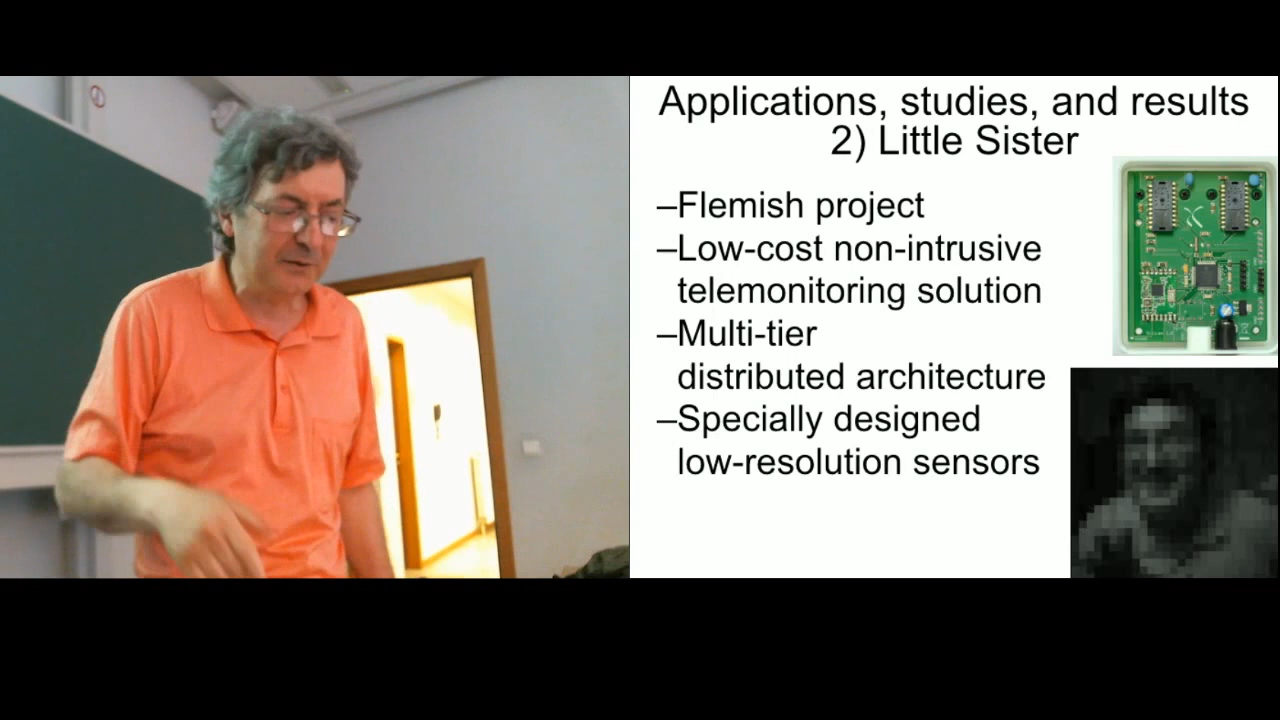 Applications, studies, and results
2) Little Sister
–Flemish project
–Low-cost non-intrusive
telemonitoring solution
–Multi-tier
distributed architecture
–Specially designed
low-resolution sensors